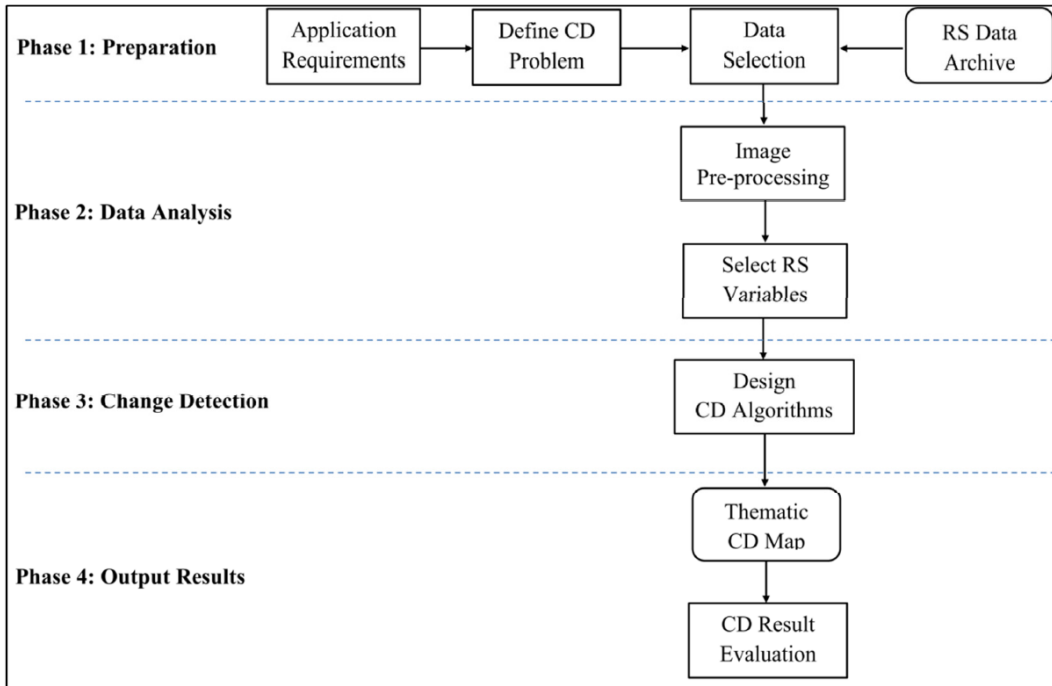 Phase 1: Preparation
Application
Requirements
Define CD
Problem
Data
Selection
RS Data
Archive
Phase 2: Data Analysis
Image
Pre-processing
Select RS
Variables
Phase 3: Change Detection
Design
CD Algorithms
Phase 4: Output Results
Thematic
CD Map
CD Result
Evaluation